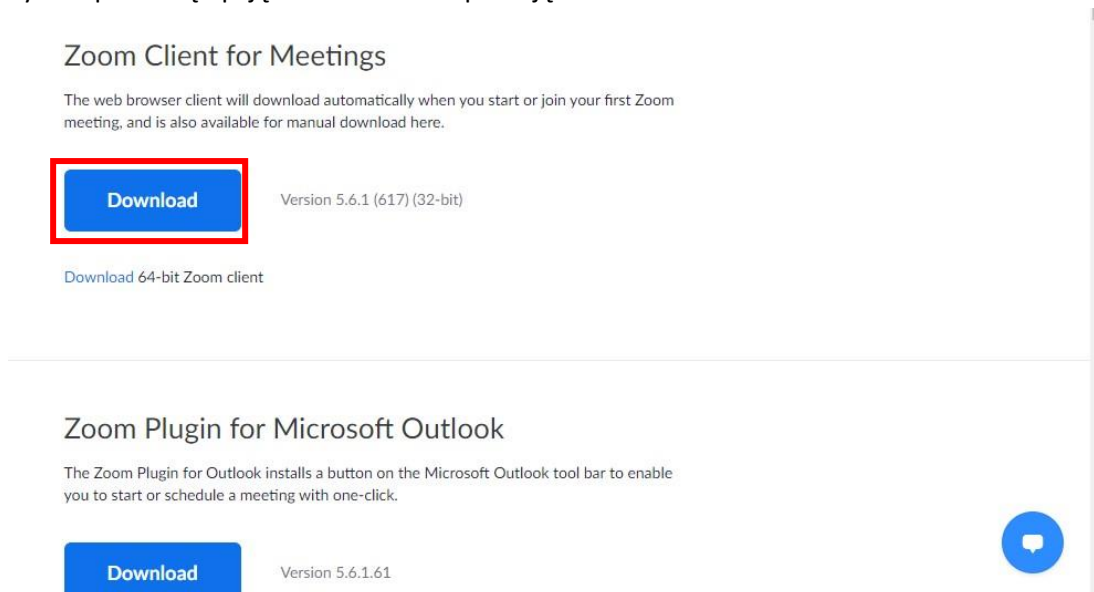 Zoom Client for Meetings
The web browser client will download automatically when you start or join your first Zoom
meeting, and is also available for manual download here.
Download Version 5.6.1 (617) (32-bit)
Download 64-bit Zoom client
Zoom Plugin for Microsoft Outlook
The Zoom Plugin for Outlook installs a button on the Microsoft Outlook tool bar to enable
you to start or schedule a meeting with one-click.
Download Version 5.6.1.61